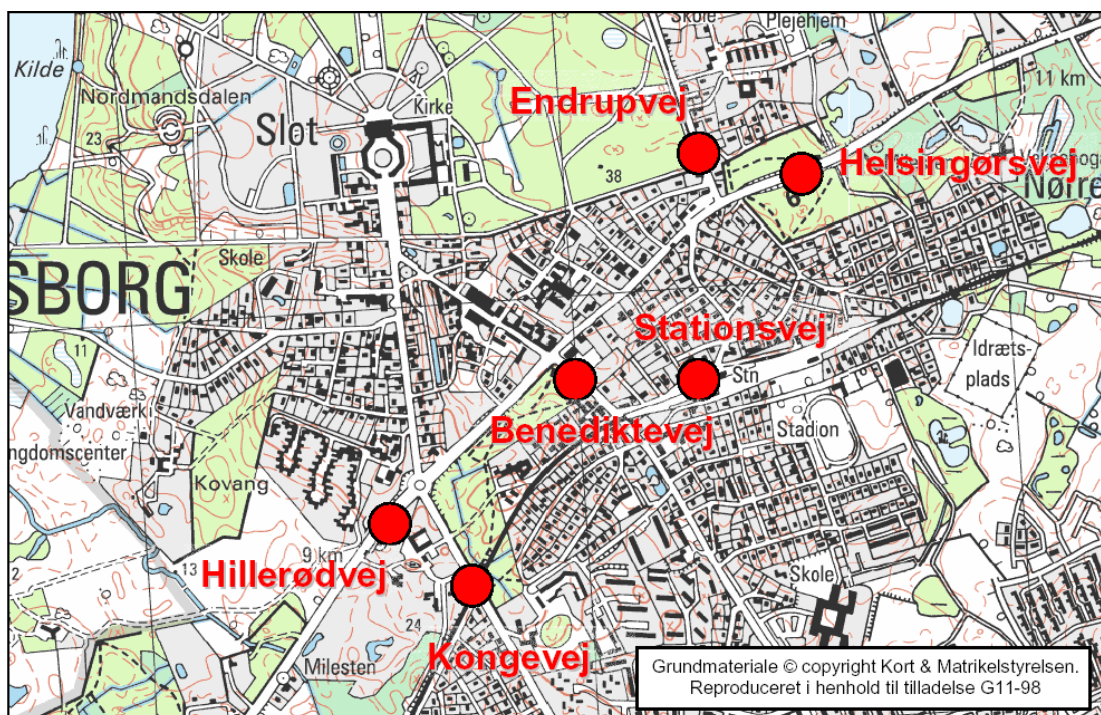 Skole
Plejehjem
Kilde
11 km
Nordmandsdalen
Kirke
Endrupvej
23
Slot
38
Helsingørsvej
Nørre
Skole
SBORG
Stationsvej
11
Idræts-
plads
Stn
Vandværk
Benediktevej
Stadion
ngdomscenter
Kovang
9 km
13
Hillerødvej
Skole
24
Milesten
Kongevej
Grundmateriale © copyright Kort & Matrikelstyrelsen.
Reproduceret i henhold til tilladelse G11-98